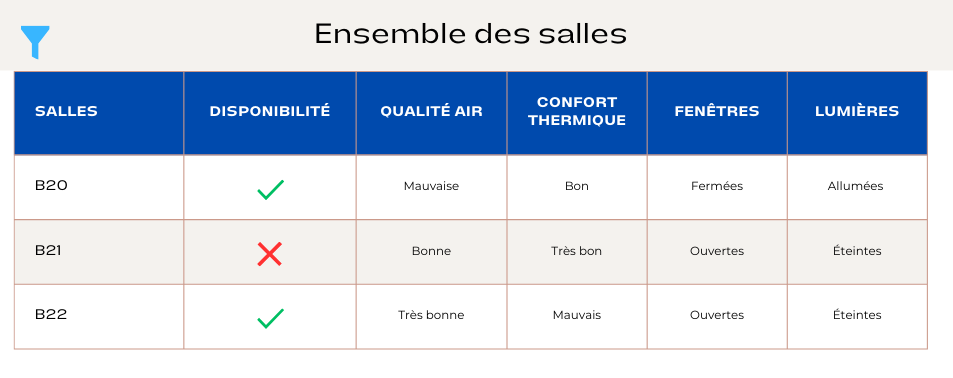 Ensemble des salles
SALLES DISPONIBILITÉ QUALITÉ AIR CONFORT THERMIQUE FENÊTRES LUMIÈRES
B20 Mauvaise Bon Fermées Allumées
B21 Bonne Très bon Ouvertes Éteintes
B22 Très bonne Mauvais Ouvertes Éteintes